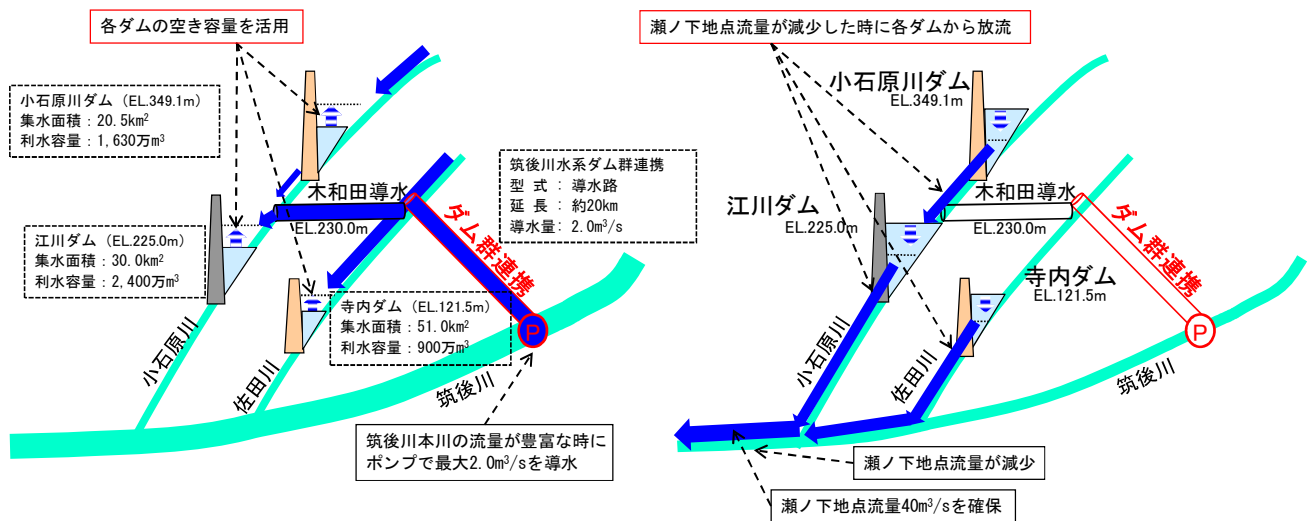 各ダムの空き容量を活用
小石原川ダム (EL.349.1m)
集水面積：20.5km²
利水容量：1,630万m³
江川ダム (EL.225.0m)
集水面積：30.0km²
利水容量：2,400万m³
木和田導水
EL.230.0m
筑後川水系ダム群連携
型 式 ： 導水路
延 長 ： 約20km
導水量： 2.0m³/s
ダム群連携
寺内ダム (EL.121.5m)
集水面積：51.0km²
利水容量：900万m³
P
小石原川
佐田川
筑後川
筑後川本川の流量が豊富な時に
ポンプで最大2.0m³/sを導水
瀬ノ下地点流量が減少した時に各ダムから放流
小石原川ダム
EL.349.1m
木和田導水
EL.230.0m
江川ダム
EL.225.0m
ダム群連携
寺内ダム
EL.121.5m
P
小石原川
佐田川
筑後川
瀬ノ下地点流量が減少
瀬ノ下地点流量40m³/sを確保